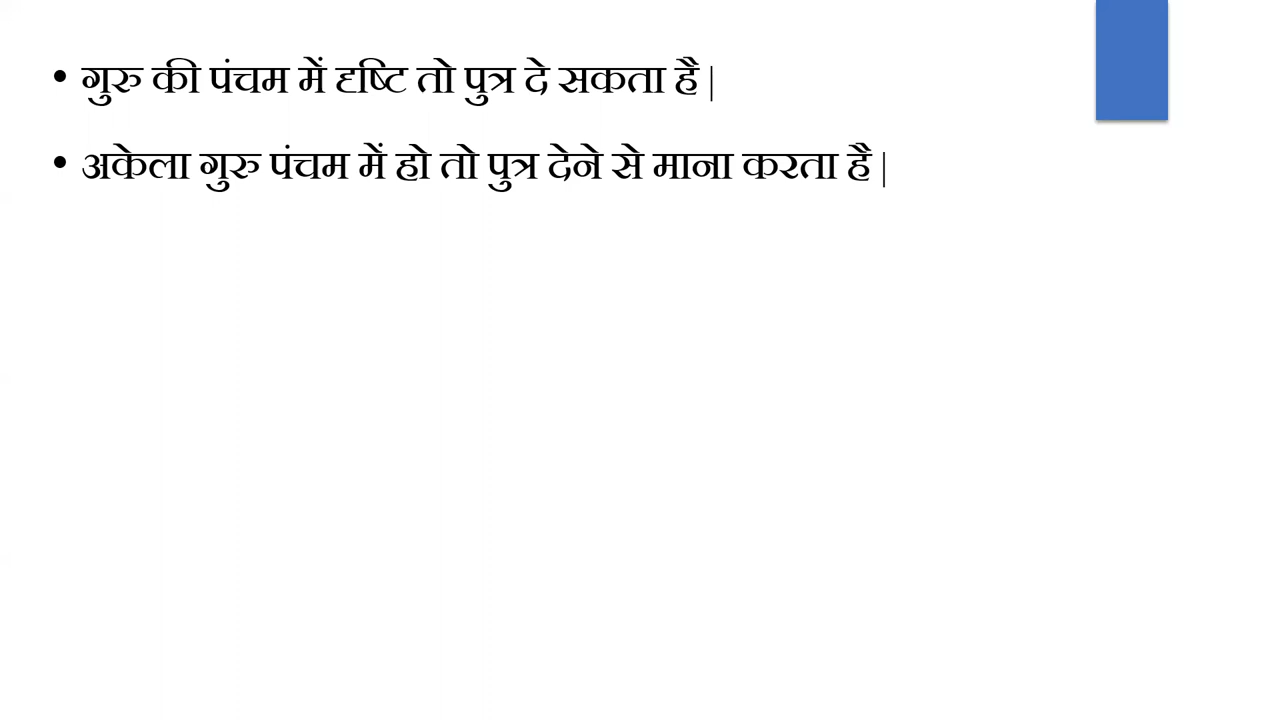 • गुरु की पंचम में दृष्टि तो पुत्र दे सकता है |
• अकेला गुरु पंचम में हो तो पुत्र देने से माना करता है |